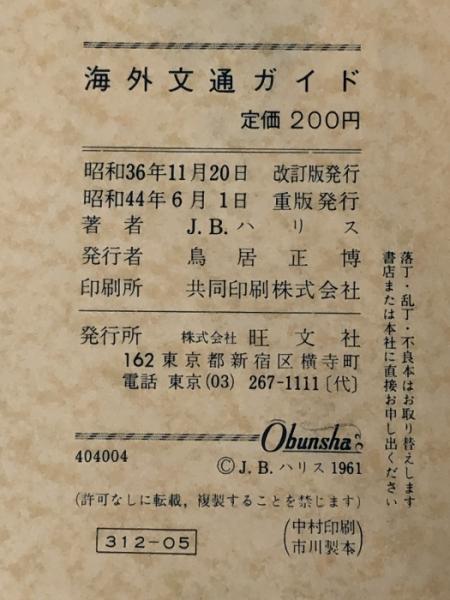 海外文通ガイド
定価 200円
昭和36年11月20日 改訂版発行
昭和44年 6月 1日 重版発行
著者 J.B.ハリス
発行者 鳥居正博
印刷所 共同印刷株式会社
発行所 株式会社 旺文社
162 東京都新宿区横寺町
電話 東京(03) 267-1111〔代〕
Obunsha
404004
©J.B.ハリス 1961
(許可なしに転載,複製することを禁じます)
312-05
(中村印刷
市川製本)
落丁・乱丁・不良本はお取り替えします
書店または本社に直接お申し出ください